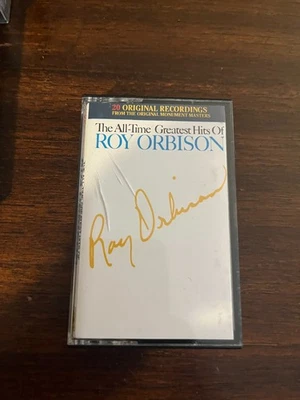 20 ORIGINAL RECORDINGS
FROM THE ORIGINAL MONUMENT MASTERS
The All-Time Greatest Hits Of
ROY ORBISON
Roy Orbison